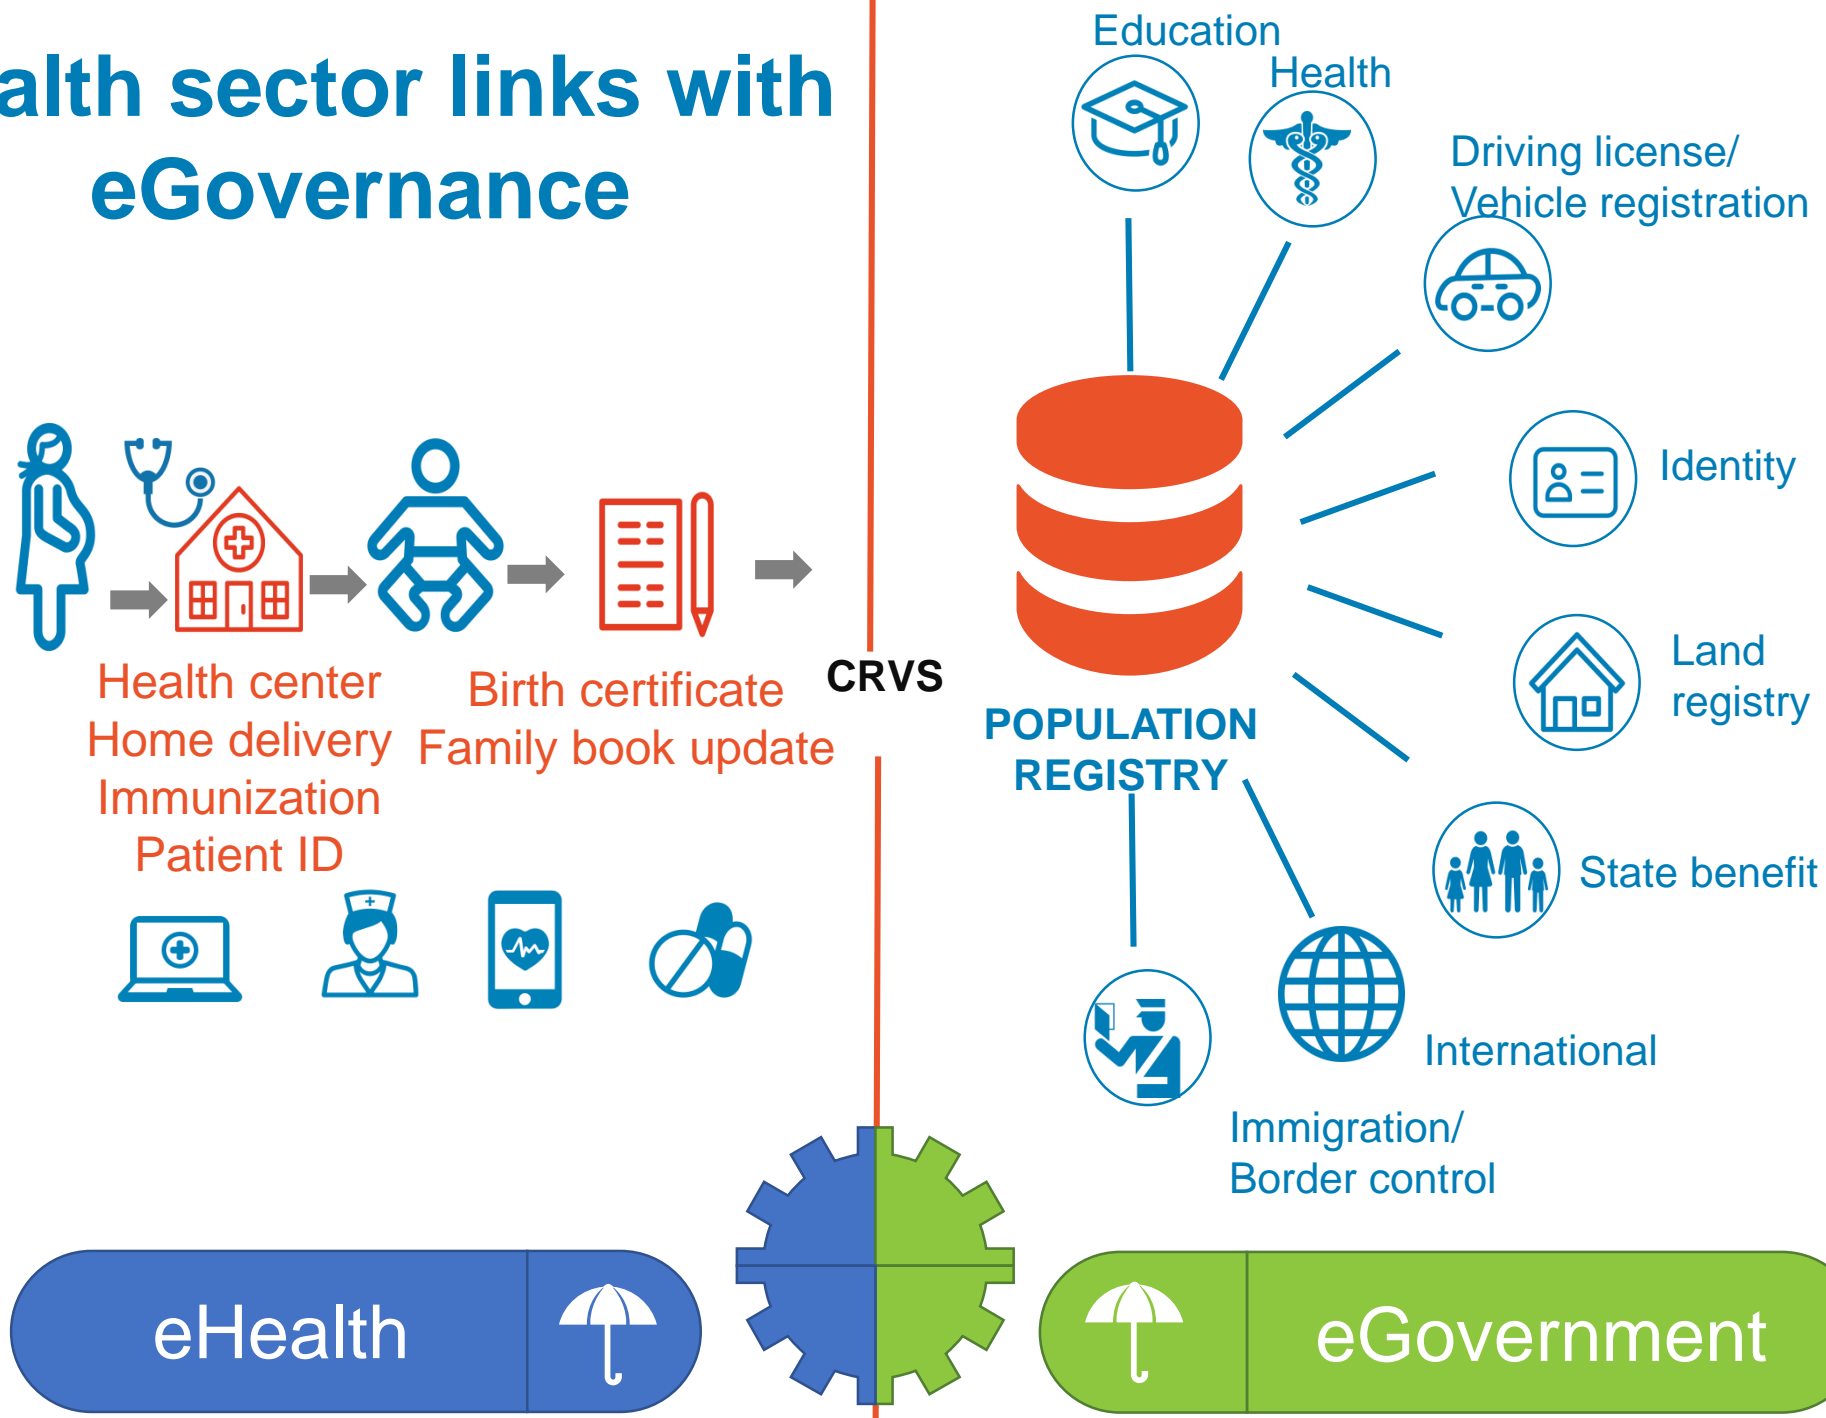 alth sector links with
eGovernance
Education
Health
Driving license/
Vehicle registration
Identity
Land
registry
State benefit
International
Immigration/
Border control
POPULATION
REGISTRY
CRVS
Health center
Home delivery
Immunization
Patient ID
Birth certificate
Family book update
eHealth
eGovernment